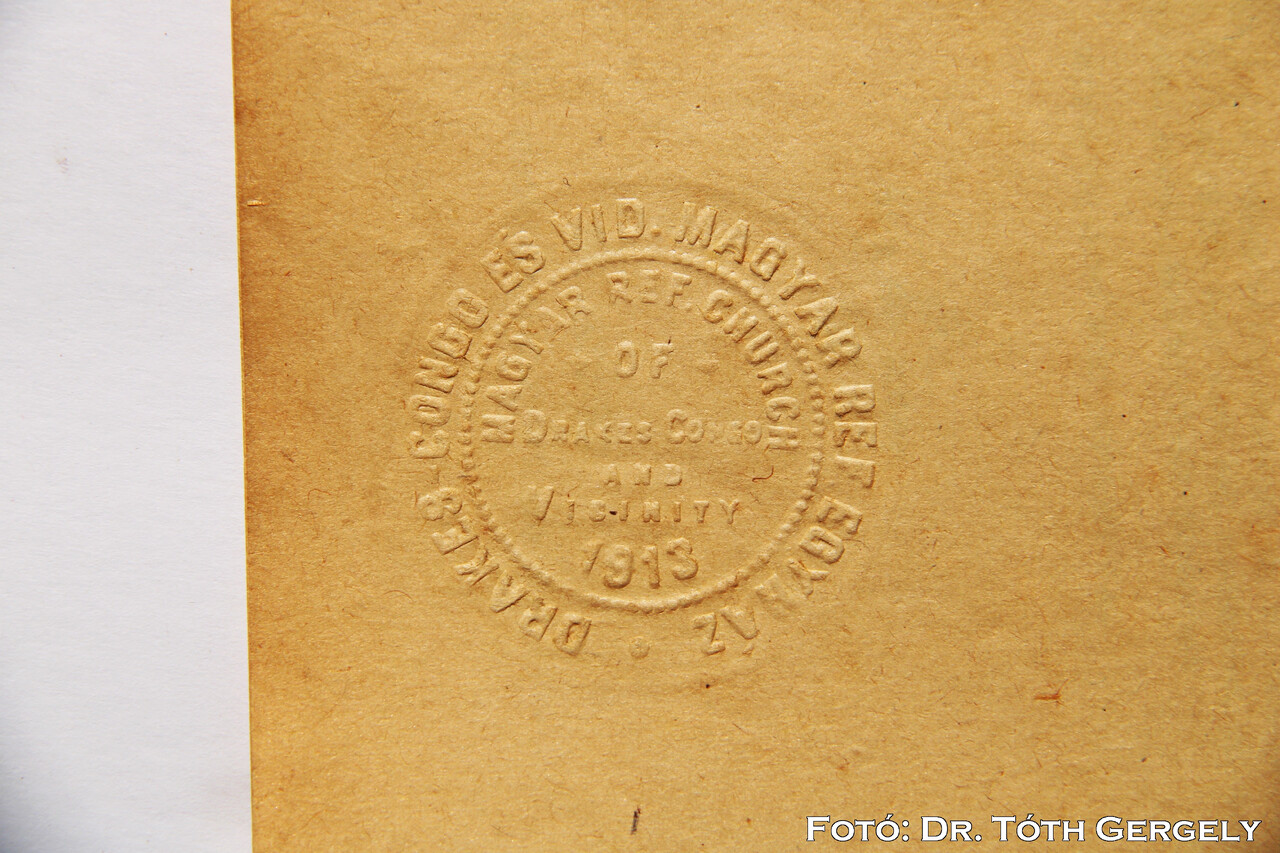 DRAKES-CONGO ÉS VID. MAGYAR REF. EGYHÁZ
MAGYAR REF. CHURCH
- OF -
DRAKES CONGO
AND
VICINITY
1913
FOTÓ: DR. TÓTH GERGELY